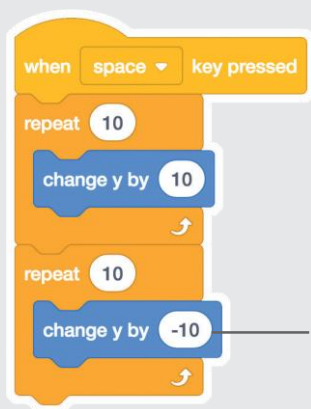 when space key pressed
repeat 10
change y by 10
repeat 10
change y by -10